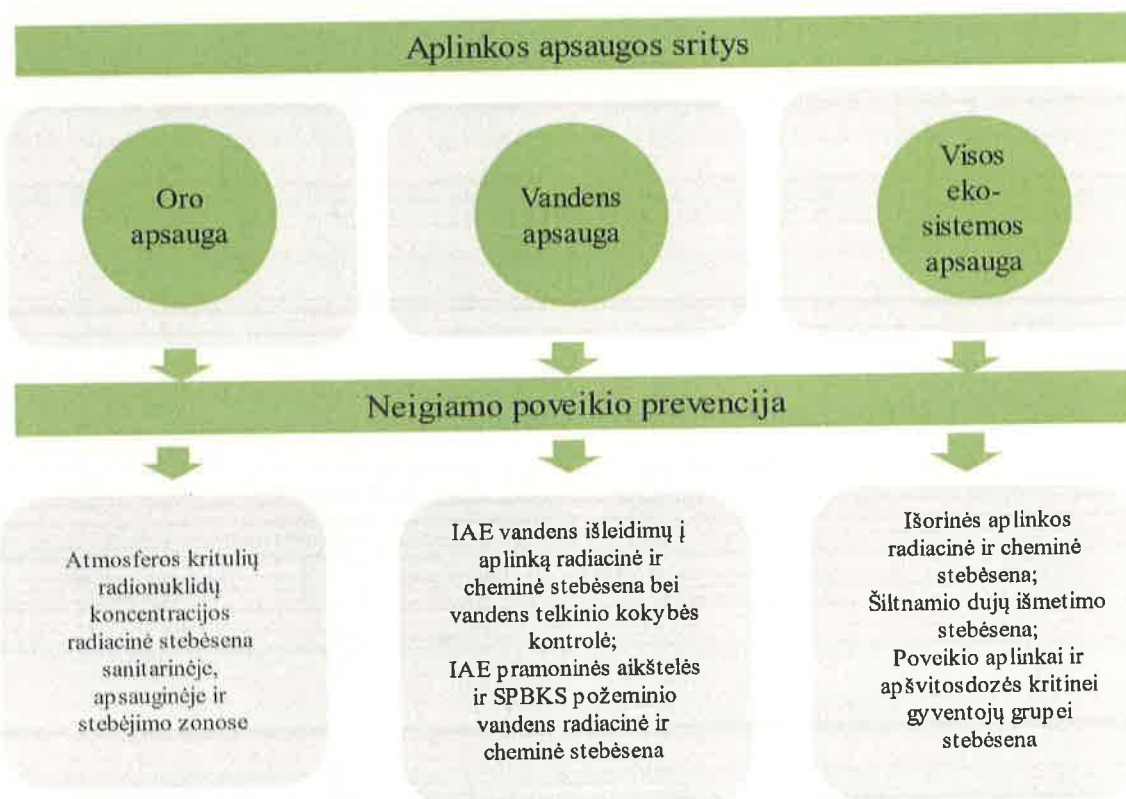 Aplinkos apsaugos sritys
Oro
apsauga
Vandens
apsauga
Visos
eko-
sistemos
apsauga
Neigiamo poveikio prevencija
Atmosferos kritulių
radionuklidų
koncentracijos
radiacinė stebėsena
sanitarinėje,
apsauginėje ir
stebėjimo zonose
IAE vandens išleidimų į
aplinką radiacinė ir
cheminė stebėsena bei
vandens telkinio kokybės
kontrolė;
IAE pramoninės aikštelės
ir SPBKS požeminio
vandens radiacinė ir
cheminė stebėsena
Išorinės aplinkos
radiacinė ir cheminė
stebėsena;
Šiltnamio dujų išmetimo
stebėsena;
Poveikio aplinkai ir
apšvitosdozės kritinei
gyventojų grupei
stebėsena